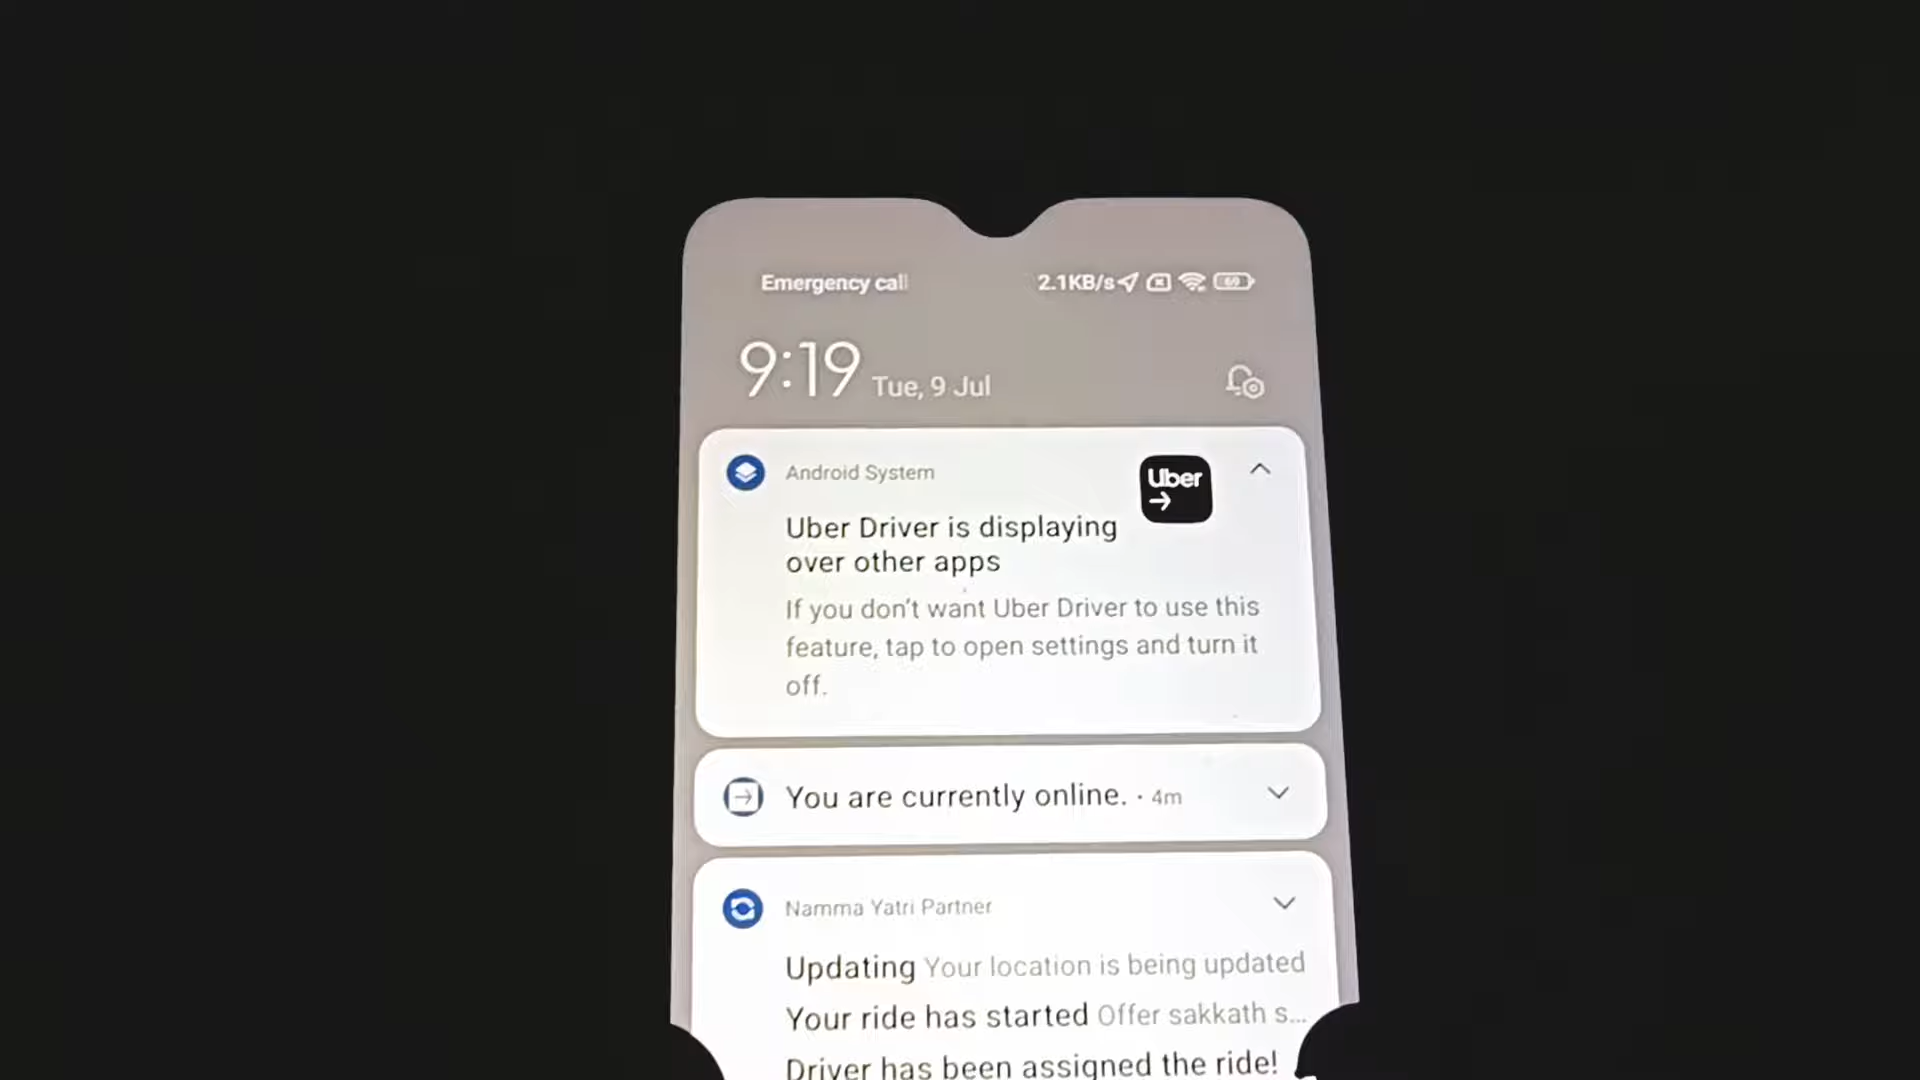 Emergency call 2.1KB/s 69
9:19 Tue, 9 Jul
Android System
Uber
Uber Driver is displaying
over other apps
If you don't want Uber Driver to use this
feature, tap to open settings and turn it
off.
You are currently online. · 4m
Namma Yatri Partner
Updating Your location is being updated
Your ride has started Offer sakkath s...
Driver has been assigned the ride!